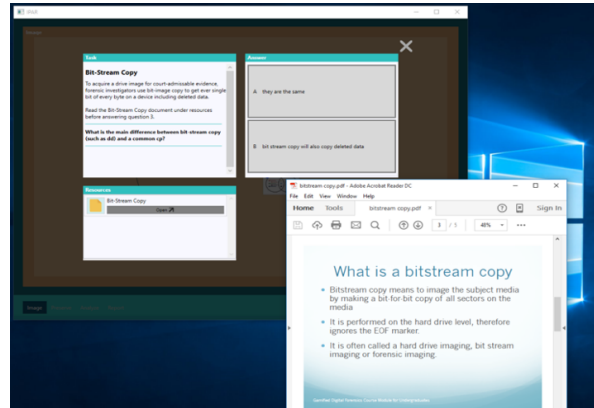 Task
Bit-Stream Copy
To acquire a drive image for court-admissable evidence,
forensic investigators use bit-image copy to get ever single
bit of every byte on a device including deleted data.
Read the Bit-Stream Copy document under resources
before answering question 3.
What is the main difference between bit-stream copy
(such as dd) and a common cp?
Answer
A they are the same
B bit stream copy will also copy deleted data
Resources
Bit-Stream Copy
Open
bitstream copy.pdf - Adobe Acrobat Reader DC
File Edit View Window Help
Home Tools bitstream copy.pdf × Sign In
3 / 5 48%
What is a bitstream copy
Bitstream copy means to image the subject media
by making a bit-for-bit copy of all sectors on the
media
It is performed on the hard drive level, therefore
ignores the EOF marker.
It is often called a hard drive imaging, bit stream
imaging or forensic imaging.
Image